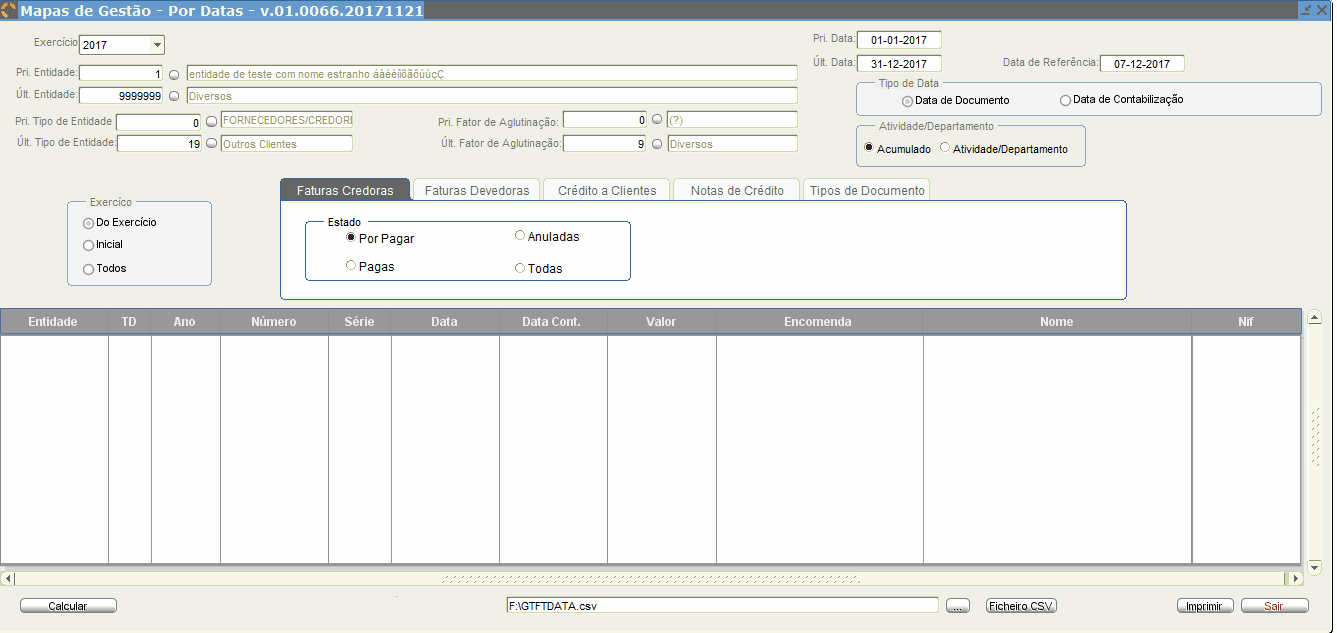 Mapas de Gestão - Por Datas - v.01.0066.20171121
Exercício 2017
Pri. Data: 01-01-2017
Últ. Data: 31-12-2017
Data de Referência: 07-12-2017
Pri. Entidade: 1 entidade de teste com nome estranho áàéèíîõãôúùçÇ
Últ. Entidade: 9999999 Diversos
Tipo de Data
Data de Documento Data de Contabilização
Pri. Tipo de Entidade 0 FORNECEDORES/CREDORI
Pri. Fator de Aglutinação: 0 (?)
Últ. Tipo de Entidade: 19 Outros Clientes
Últ. Fator de Aglutinação: 9 Diversos
Atividade/Departamento
Acumulado Atividade/Departamento
Faturas Credoras Faturas Devedoras Crédito a Clientes Notas de Crédito Tipos de Documento
Exercíco
Do Exercício
Inicial
Todos
Estado
Por Pagar Anuladas
Pagas Todas
Entidade TD Ano Número Série Data Data Cont. Valor Encomenda Nome Nif
Calcular F:\GTFTDATA.csv ... Ficheiro CSV Imprimir Sair